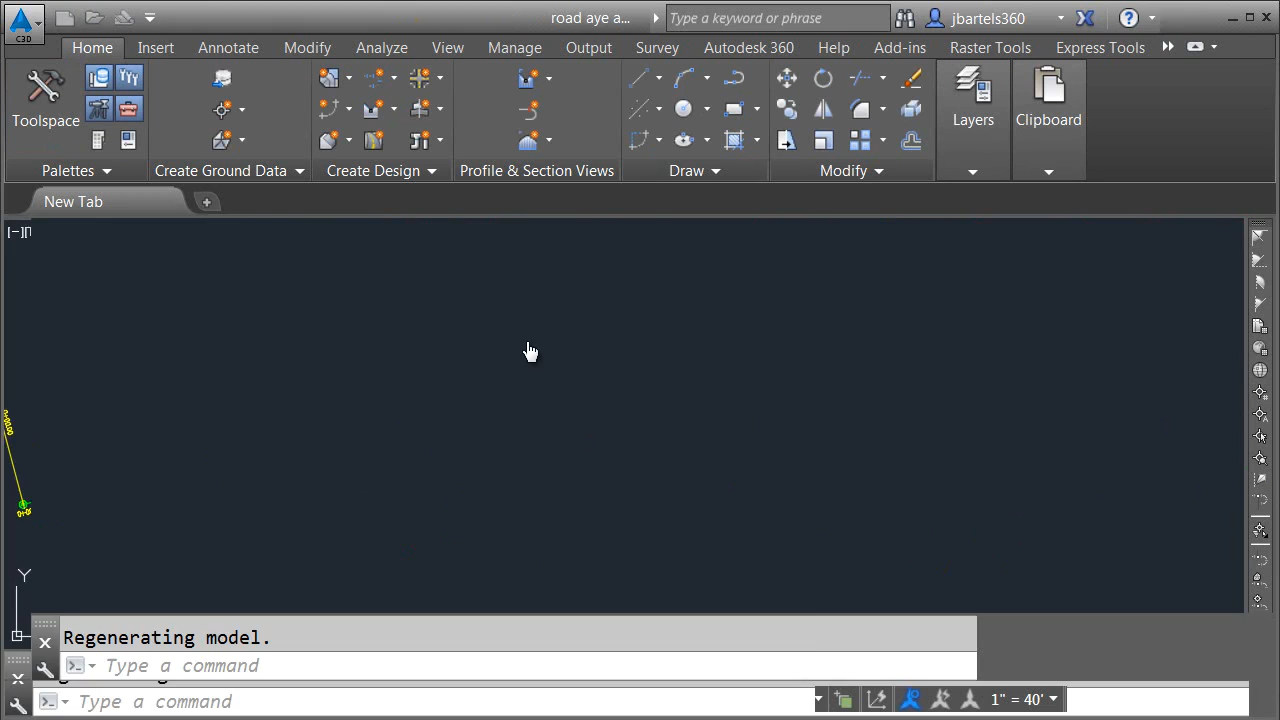 C3D
road aye a...
Type a keyword or phrase
jbartels360
Home
Insert
Annotate
Modify
Analyze
View
Manage
Output
Survey
Autodesk 360
Help
Add-ins
Raster Tools
Express Tools
Toolspace
Layers
Clipboard
Palettes
Create Ground Data
Create Design
Profile & Section Views
Draw
Modify
New Tab
Y
Regenerating model.
Type a command
Type a command
1" = 40'